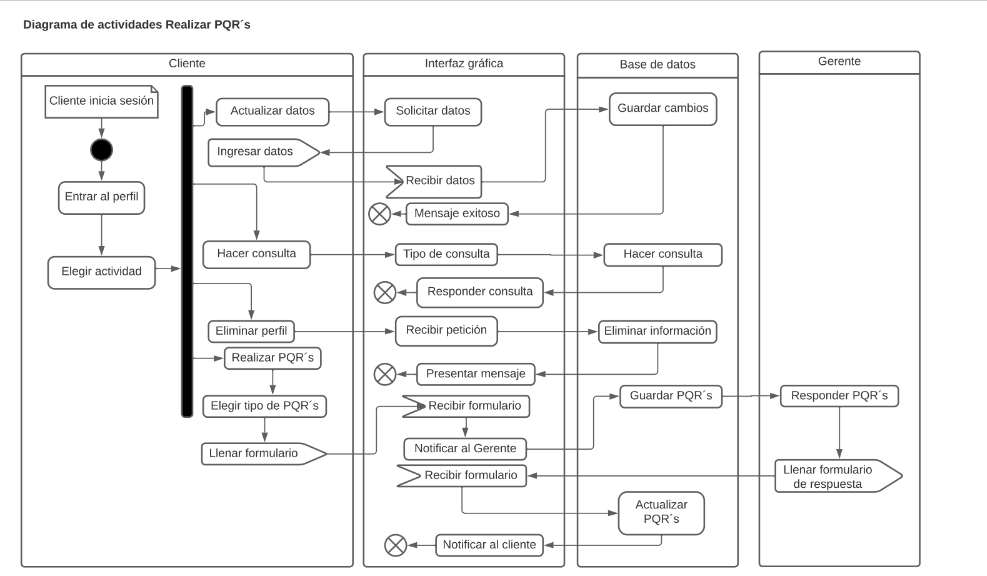 Diagrama de actividades Realizar PQR´s
Cliente
Interfaz gráfica
Base de datos
Gerente
Cliente inicia sesión
Entrar al perfil
Elegir actividad
Actualizar datos
Solicitar datos
Guardar cambios
Ingresar datos
Recibir datos
Mensaje exitoso
Hacer consulta
Tipo de consulta
Hacer consulta
Responder consulta
Eliminar perfil
Recibir petición
Eliminar información
Realizar PQR´s
Presentar mensaje
Elegir tipo de PQR´s
Recibir formulario
Guardar PQR´s
Responder PQR´s
Llenar formulario
Notificar al Gerente
Recibir formulario
Llenar formulario
de respuesta
Actualizar
PQR´s
Notificar al cliente